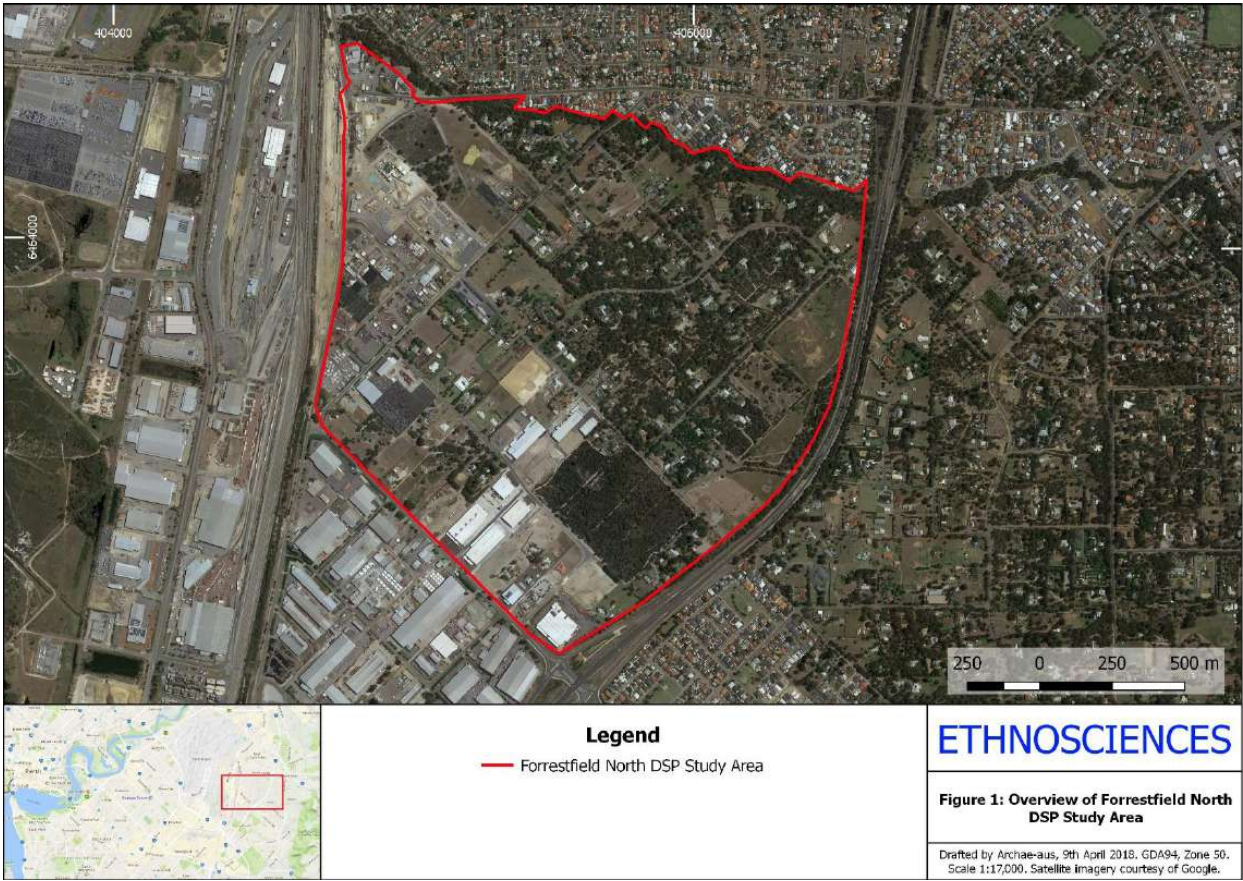 404000
406000
6464000
250 0 250 500 m
Legend
Forrestfield North DSP Study Area
ETHNOSCIENCES
Figure 1: Overview of Forrestfield North
DSP Study Area
Drafted by Archae-aus, 9th April 2018. GDA94, Zone 50.
Scale 1:17,000. Satellite imagery courtesy of Google.
Perth